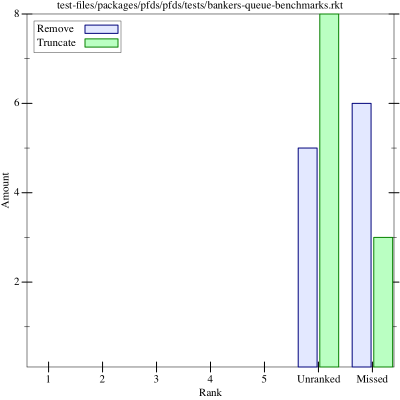 test-files/packages/pfds/pfds/tests/bankers-queue-benchmarks.rkt
Remove
Truncate
8
6
4
2
Amount
1 2 3 4 5 Unranked Missed
Rank